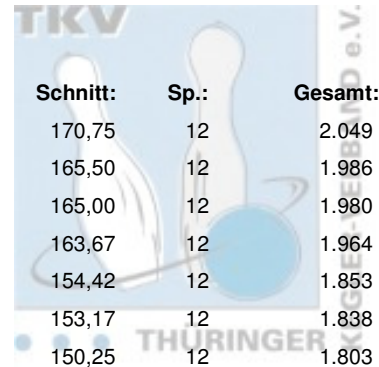 TKV
Schnitt: Sp.: Gesamt:
170,75 12 2.049
165,50 12 1.986
165,00 12 1.980
163,67 12 1.964
154,42 12 1.853
153,17 12 1.838
THÜRINGER
150,25 12 1.803
KEGLER-VERBAND e.V.